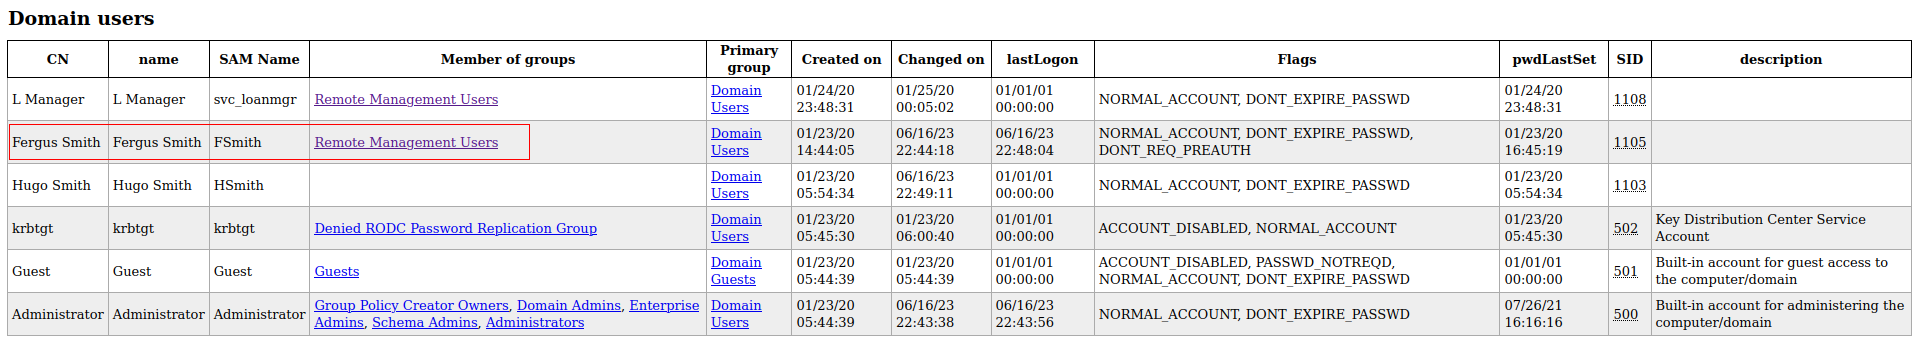 Domain users
CN name SAM Name Member of groups Primary group Created on Changed on lastLogon Flags pwdLastSet SID description
L Manager L Manager svc_loanmgr Remote Management Users Domain Users 01/24/20 23:48:31 01/25/20 00:05:02 01/01/01 00:00:00 NORMAL_ACCOUNT, DONT_EXPIRE_PASSWD 01/24/20 23:48:31 1108
Fergus Smith Fergus Smith FSmith Remote Management Users Domain Users 01/23/20 14:44:05 06/16/23 22:44:18 06/16/23 22:48:04 NORMAL_ACCOUNT, DONT_EXPIRE_PASSWD, DONT_REQ_PREAUTH 01/23/20 16:45:19 1105
Hugo Smith Hugo Smith HSmith Domain Users 01/23/20 05:54:34 06/16/23 22:49:11 01/01/01 00:00:00 NORMAL_ACCOUNT, DONT_EXPIRE_PASSWD 01/23/20 05:54:34 1103
krbtgt krbtgt krbtgt Denied RODC Password Replication Group Domain Users 01/23/20 05:45:30 01/23/20 06:00:40 01/01/01 00:00:00 ACCOUNT_DISABLED, NORMAL_ACCOUNT 01/23/20 05:45:30 502 Key Distribution Center Service Account
Guest Guest Guest Guests Domain Guests 01/23/20 05:44:39 01/23/20 05:44:39 01/01/01 00:00:00 ACCOUNT_DISABLED, PASSWD_NOTREQD, NORMAL_ACCOUNT, DONT_EXPIRE_PASSWD 01/01/01 00:00:00 501 Built-in account for guest access to the computer/domain
Administrator Administrator Administrator Group Policy Creator Owners, Domain Admins, Enterprise Admins, Schema Admins, Administrators Domain Users 01/23/20 05:44:39 06/16/23 22:43:38 06/16/23 22:43:56 NORMAL_ACCOUNT, DONT_EXPIRE_PASSWD 07/26/21 16:16:16 500 Built-in account for administering the computer/domain